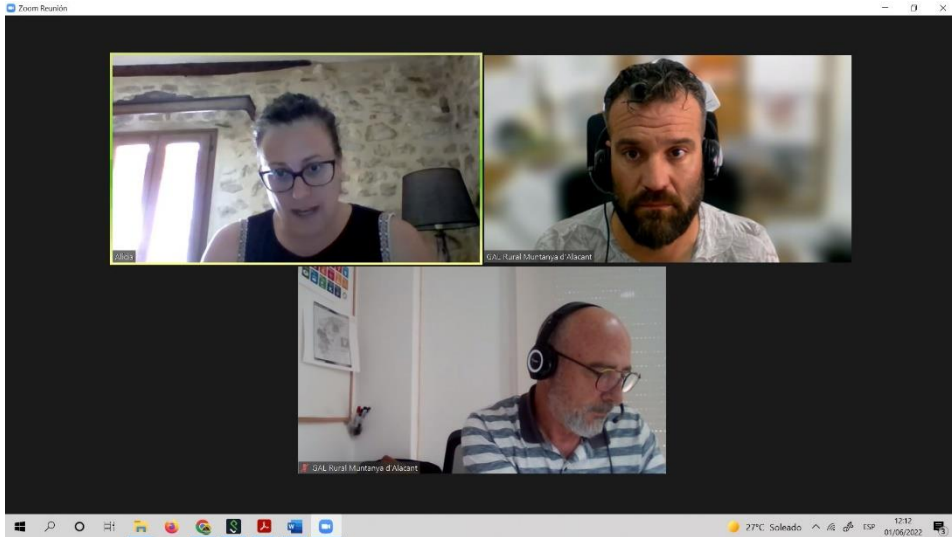 Zoom Reunión
Alicia
GAL Rural Muntanya d'Alacant
GAL Rural Muntanya d'Alacant
27°C Soleado
ESP
12:12
01/06/2022
3